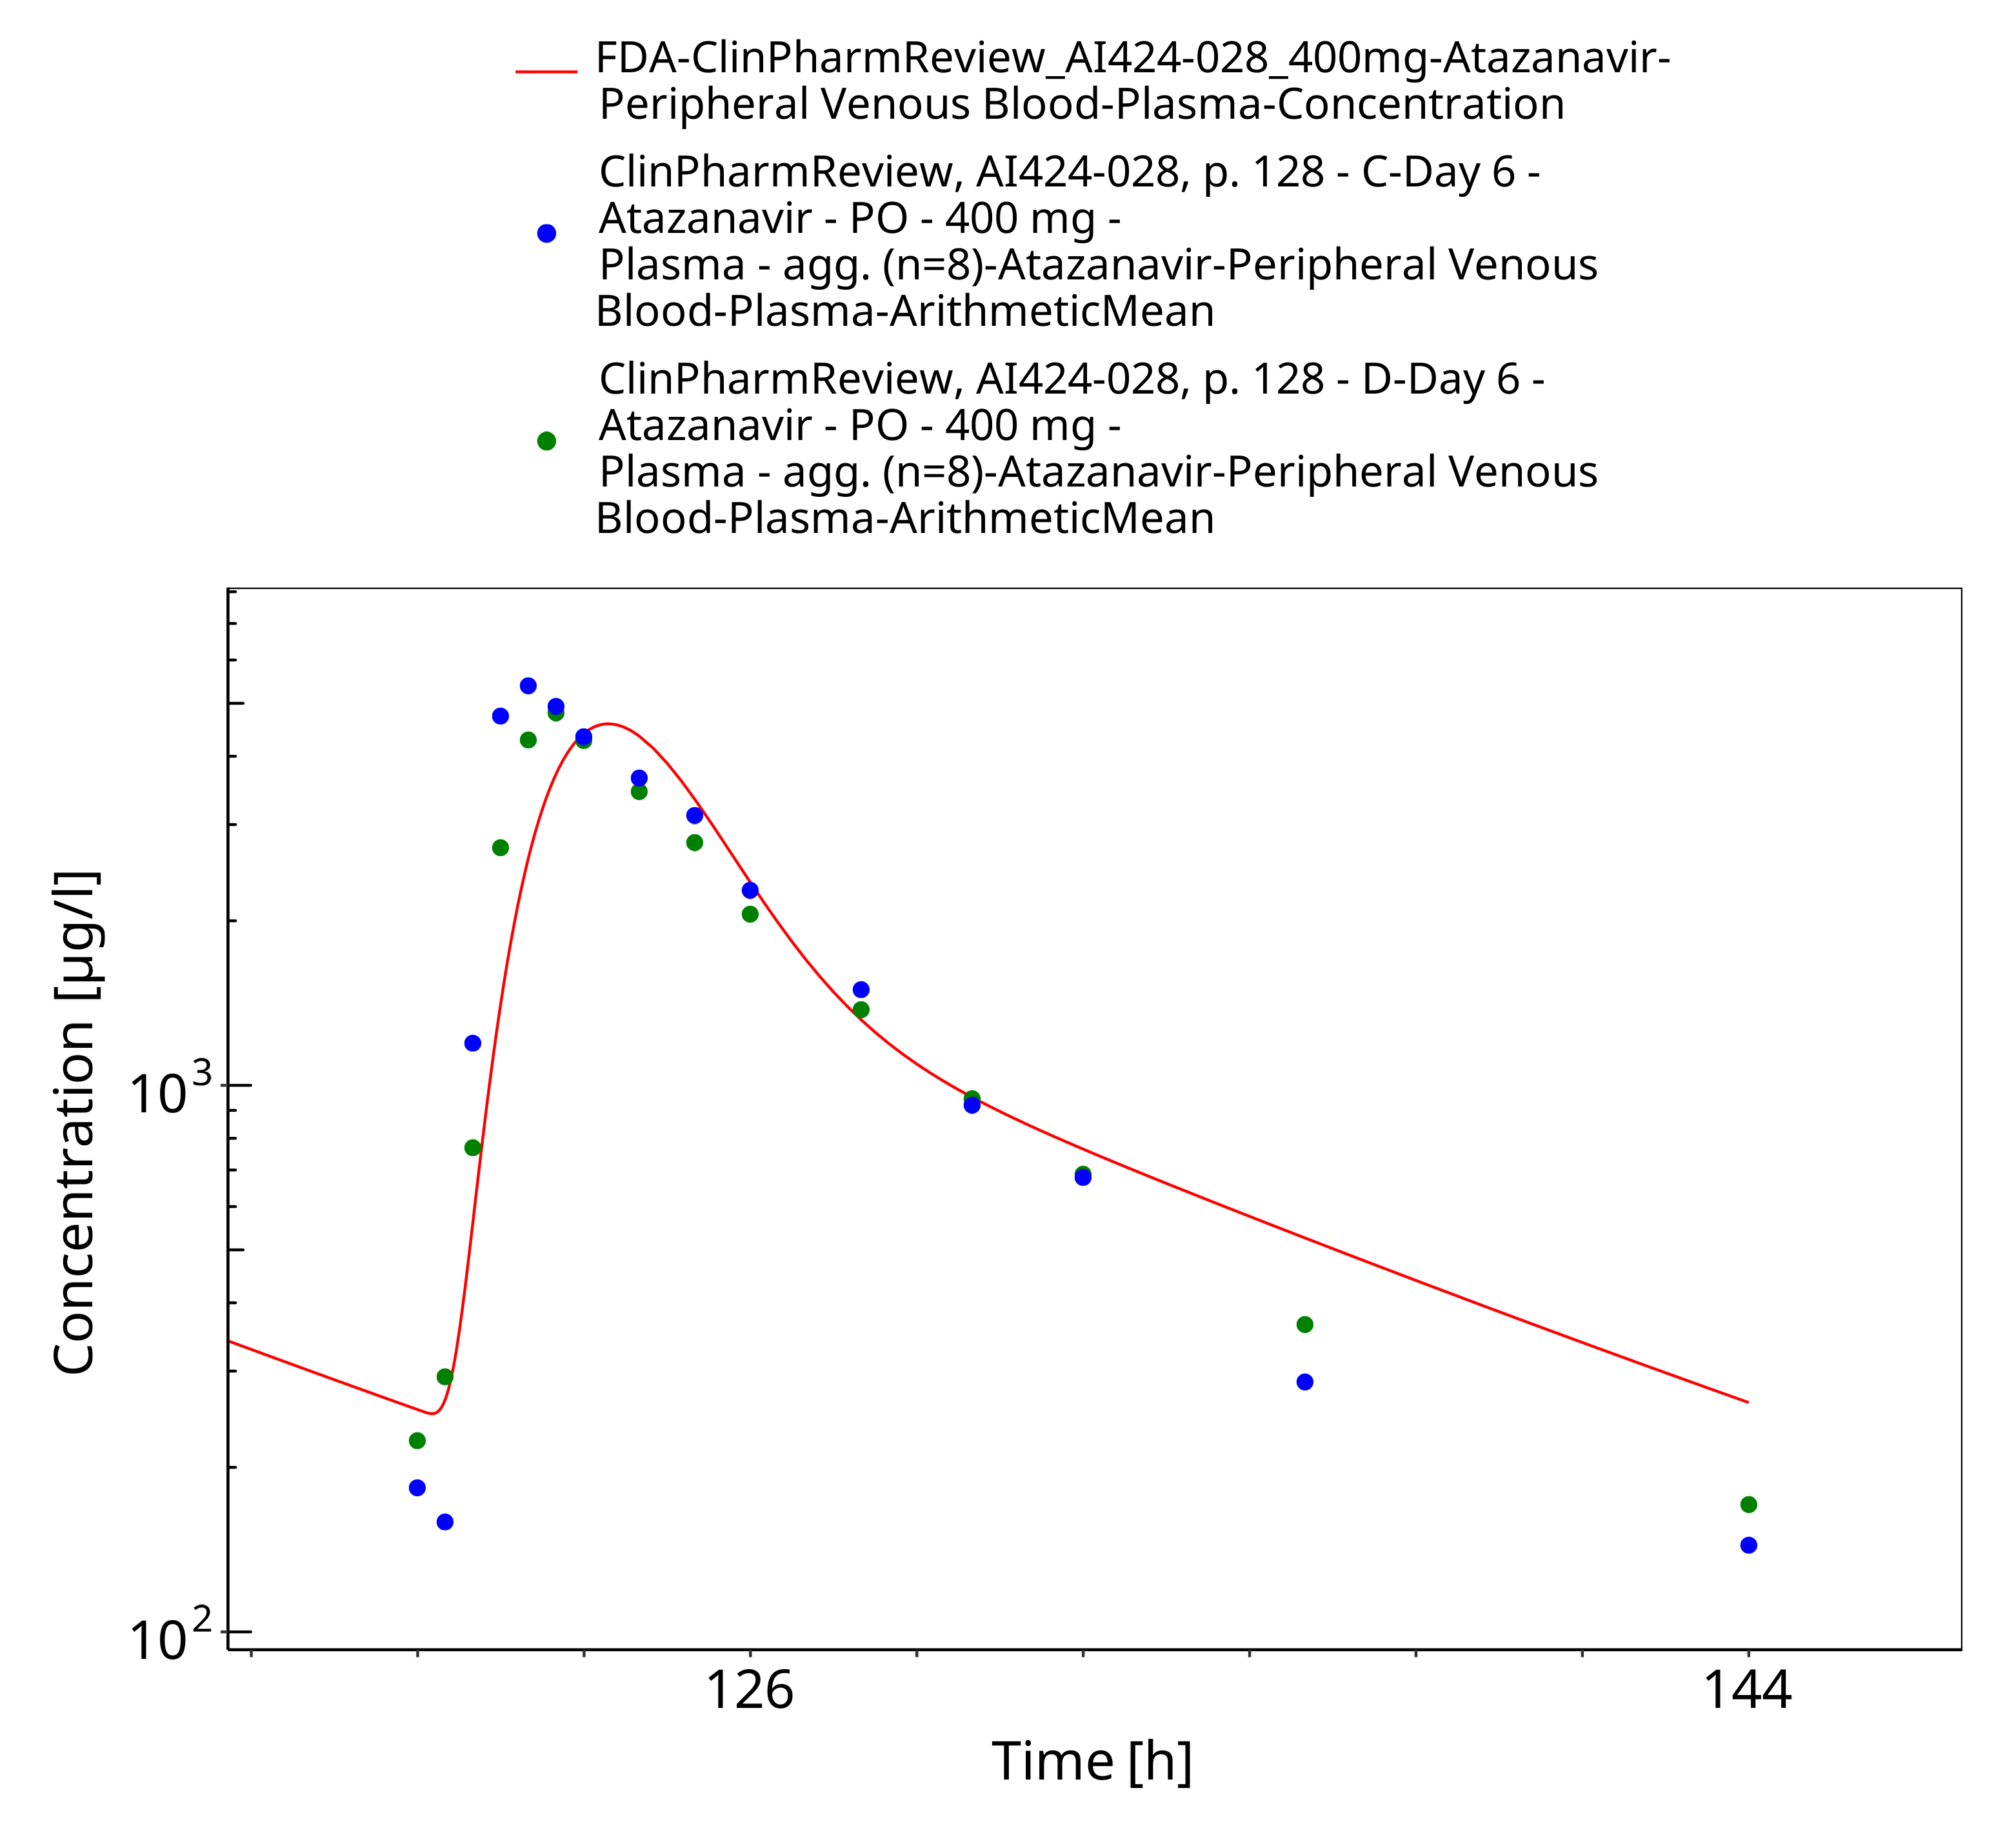 FDA-ClinPharmReview_AI424-028_400mg-Atazanavir-
Peripheral Venous Blood-Plasma-Concentration
ClinPharmReview, AI424-028, p. 128 - C-Day 6 -
Atazanavir - PO - 400 mg -
Plasma - agg. (n=8)-Atazanavir-Peripheral Venous
Blood-Plasma-ArithmeticMean
ClinPharmReview, AI424-028, p. 128 - D-Day 6 -
Atazanavir - PO - 400 mg -
Plasma - agg. (n=8)-Atazanavir-Peripheral Venous
Blood-Plasma-ArithmeticMean
Concentration [µg/l]
10³
10²
126 144
Time [h]